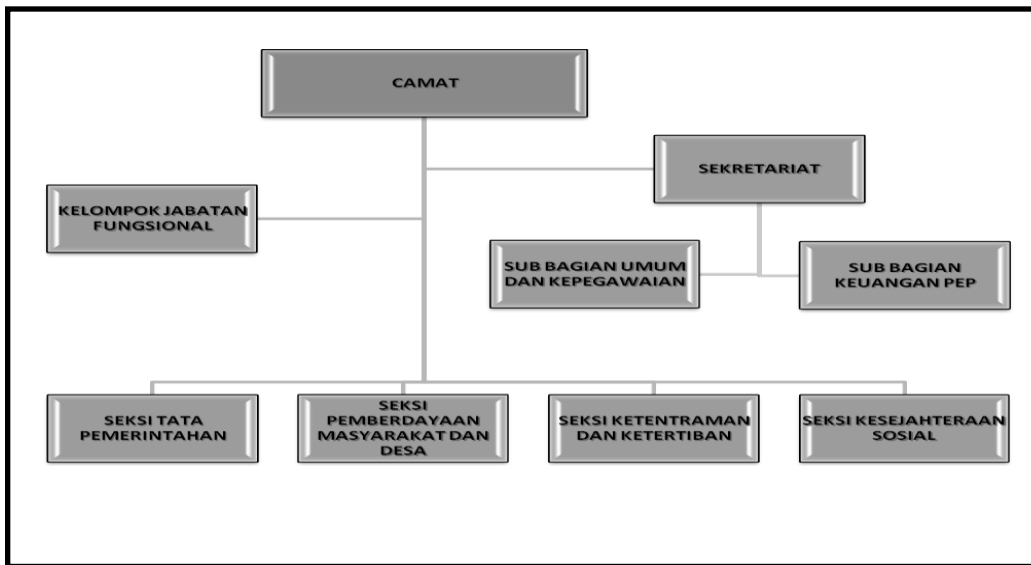 CAMAT
SEKRETARIAT
KELOMPOK JABATAN
FUNGSIONAL
SUB BAGIAN UMUM
DAN KEPEGAWAIAN
SUB BAGIAN
KEUANGAN PEP
SEKSI TATA
PEMERINTAHAN
SEKSI
PEMBERDAYAAN
MASYARAKAT DAN
DESA
SEKSI KETENTRAMAN
DAN KETERTIBAN
SEKSI KESEJAHTERAAN
SOSIAL